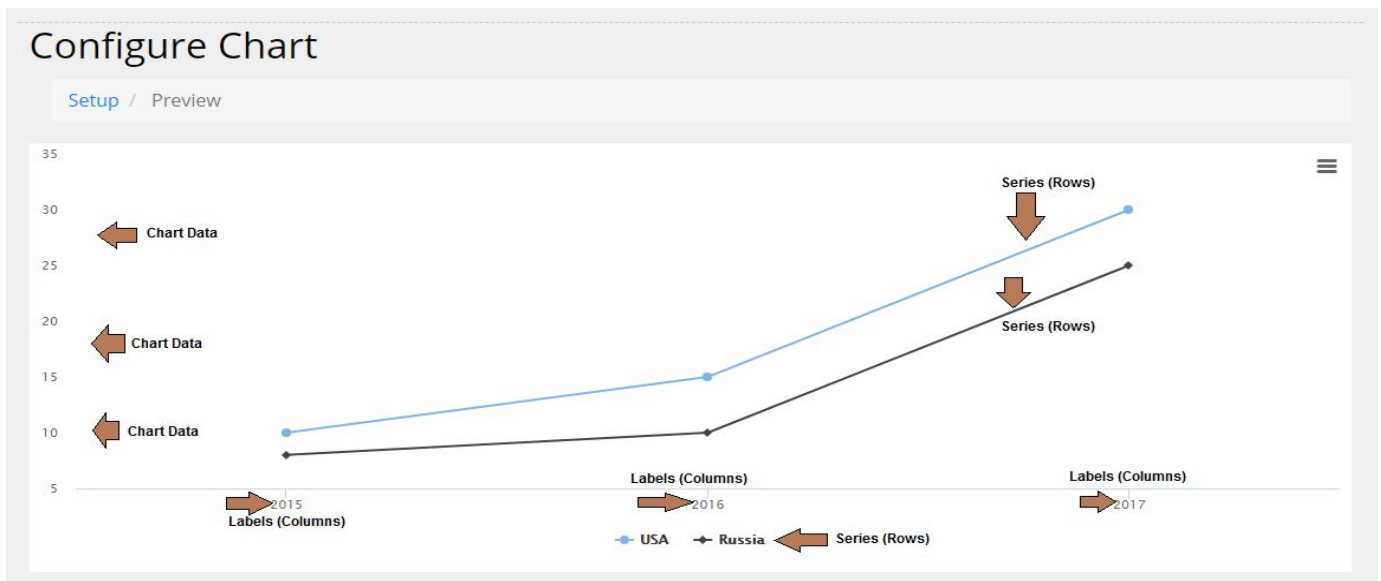 Configure Chart
Setup / Preview
35
Series (Rows)
30
Chart Data
25
20
Series (Rows)
Chart Data
15
10
Chart Data
Labels (Columns)
Labels (Columns)
5
2015
2016
2017
Labels (Columns)
USA
Russia
Series (Rows)